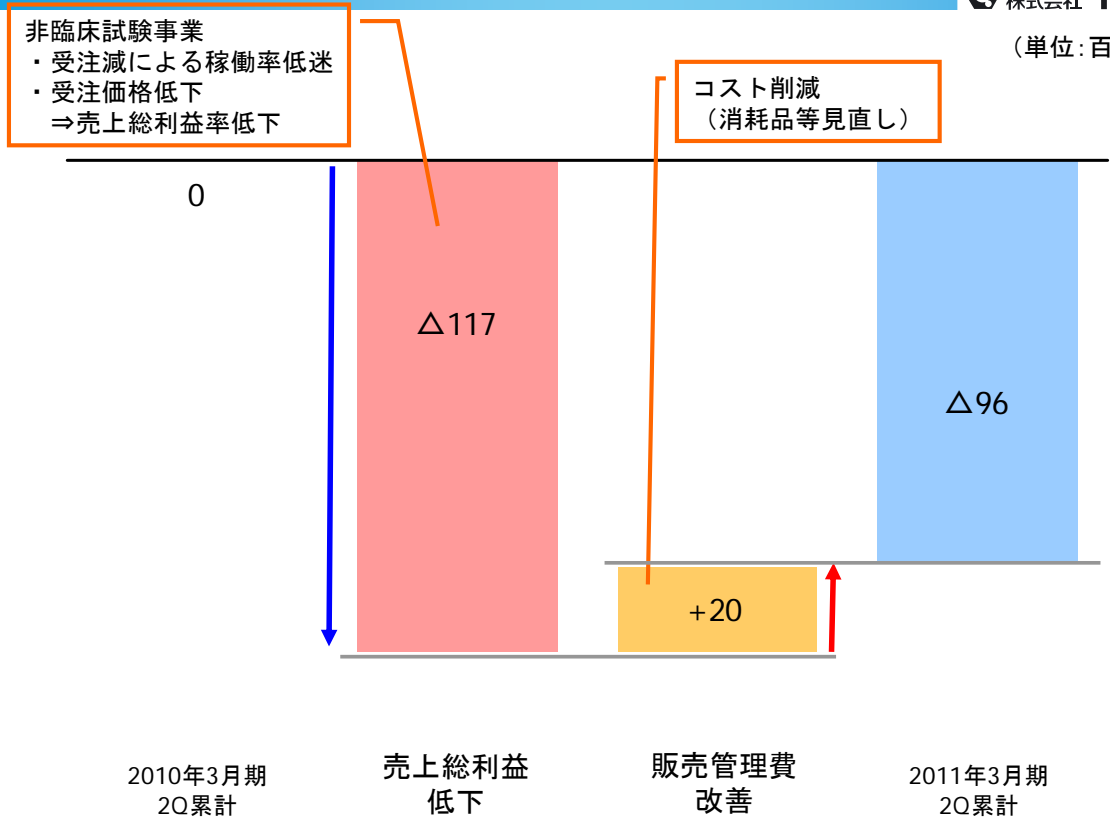 株式会社
(単位:百
非臨床試験事業
・受注減による稼働率低迷
・受注価格低下
⇒売上総利益率低下
コスト削減
(消耗品等見直し)
0
△117
△96
+20
2010年3月期
2Q累計
売上総利益
低下
販売管理費
改善
2011年3月期
2Q累計